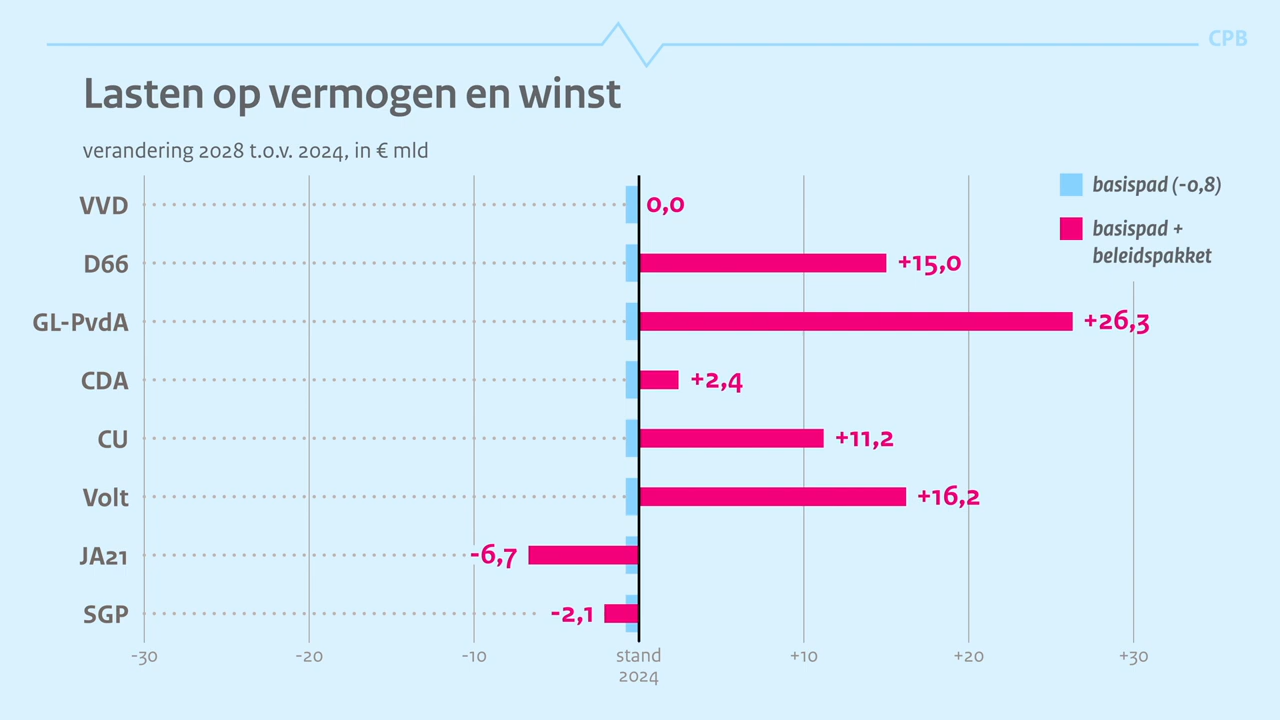 CPB
Lasten op vermogen en winst
verandering 2028 t.o.v. 2024, in € mld
basispad (-0,8)
basispad +
beleidspakket
VVD 0,0
D66 +15,0
GL-PvdA +26,3
CDA +2,4
CU +11,2
Volt +16,2
JA21 -6,7
SGP -2,1
-30 -20 -10 stand +10 +20 +30
2024